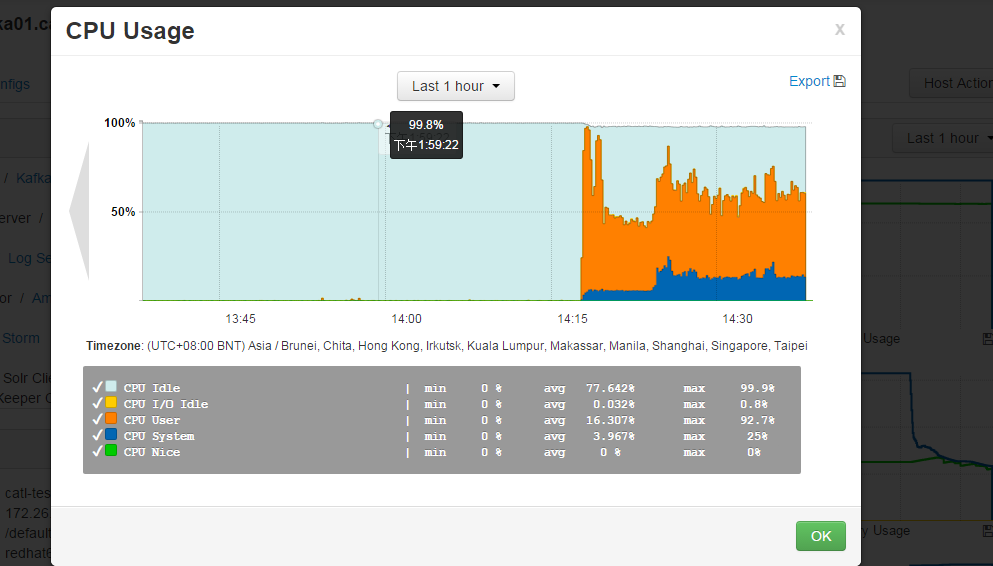 ka01.ca
CPU Usage
x
nfigs
Last 1 hour
Export
Host Action
100%
99.8%
下午1:59:22
Last 1 hour
/ Kafka
50%
erver /
Log Se
or / Am
13:45
14:00
14:15
14:30
Storm
Timezone: (UTC+08:00 BNT) Asia / Brunei, Chita, Hong Kong, Irkutsk, Kuala Lumpur, Makassar, Manila, Shanghai, Singapore, Taipei
Usage
Solr Clie
Keeper C
CPU Idle | min 0 % avg 77.642% max 99.9%
CPU I/O Idle | min 0 % avg 0.032% max 0.8%
CPU User | min 0 % avg 16.307% max 92.7%
CPU System | min 0 % avg 3.967% max 25%
CPU Nice | min 0 % avg 0 % max 0%
catl-tes
172.26
/default
redhat6
y Usage
OK